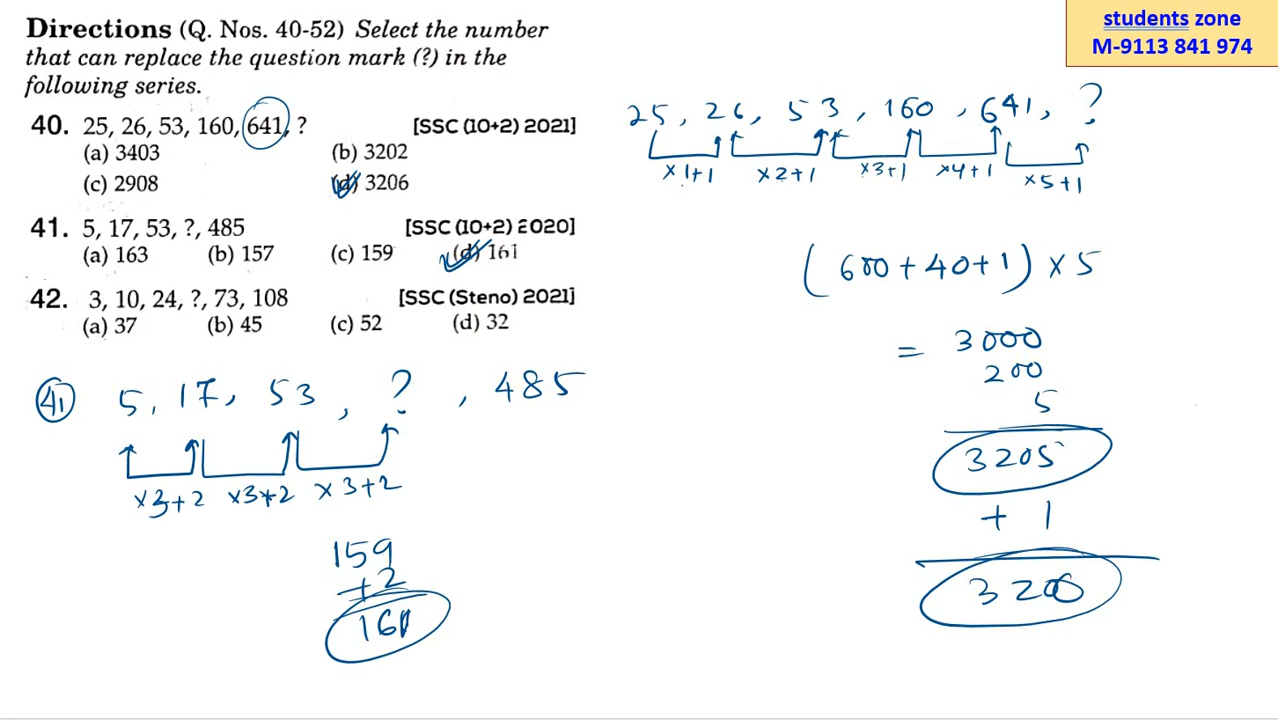 students zone
M-9113 841 974
Directions (Q. Nos. 40-52) Select the number
that can replace the question mark (?) in the
following series.
40. 25, 26, 53, 160, 641, ? [SSC (10+2) 2021]
(a) 3403 (b) 3202
(c) 2908 (d) 3206
41. 5, 17, 53, ?, 485 [SSC (10+2) 2020]
(a) 163 (b) 157 (c) 159 (d) 161
42. 3, 10, 24, ?, 73, 108 [SSC (Steno) 2021]
(a) 37 (b) 45 (c) 52 (d) 32
25, 26, 53, 160, 641, ?
×1+1 ×2+1 ×3+1 ×4+1 ×5+1
(600+40+1) ×5
= 3000
200
5
3205
+ 1
3206
41 5, 17, 53, ?, 485
×3+2 ×3+2 ×3+2
159
+2
161